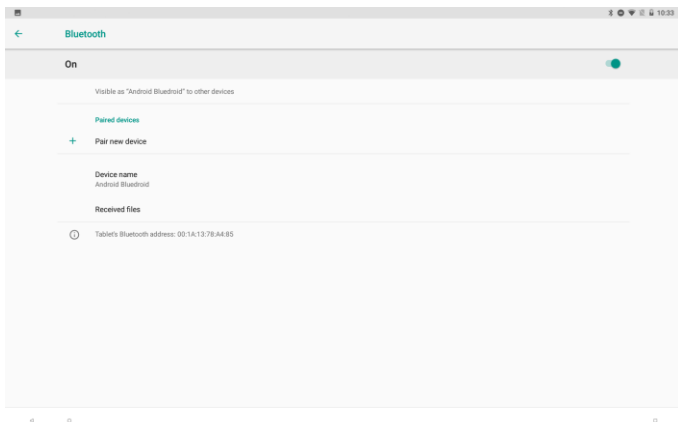 10:33
Bluetooth
On
Visible as "Android Bluedroid" to other devices
Paired devices
Pair new device
Device name
Android Bluedroid
Received files
Tablet's Bluetooth address: 00:1A:13:78:A4:85